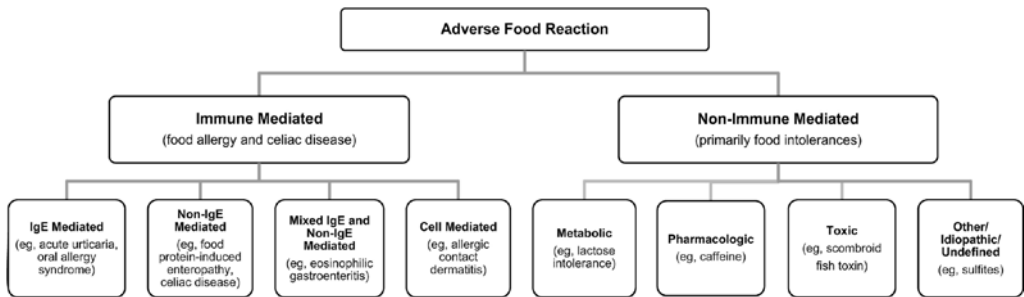 Adverse Food Reaction
Immune Mediated
(food allergy and celiac disease)
Non-Immune Mediated
(primarily food intolerances)
IgE Mediated
(eg, acute urticaria,
oral allergy
syndrome)
Non-IgE
Mediated
(eg, food
protein-induced
enteropathy,
celiac disease)
Mixed IgE and
Non-IgE
Mediated
(eg, eosinophilic
gastroenteritis)
Cell Mediated
(eg, allergic
contact
dermatitis)
Metabolic
(eg, lactose
intolerance)
Pharmacologic
(eg, caffeine)
Toxic
(eg, scombroid
fish toxin)
Other/
Idiopathic/
Undefined
(eg, sulfites)